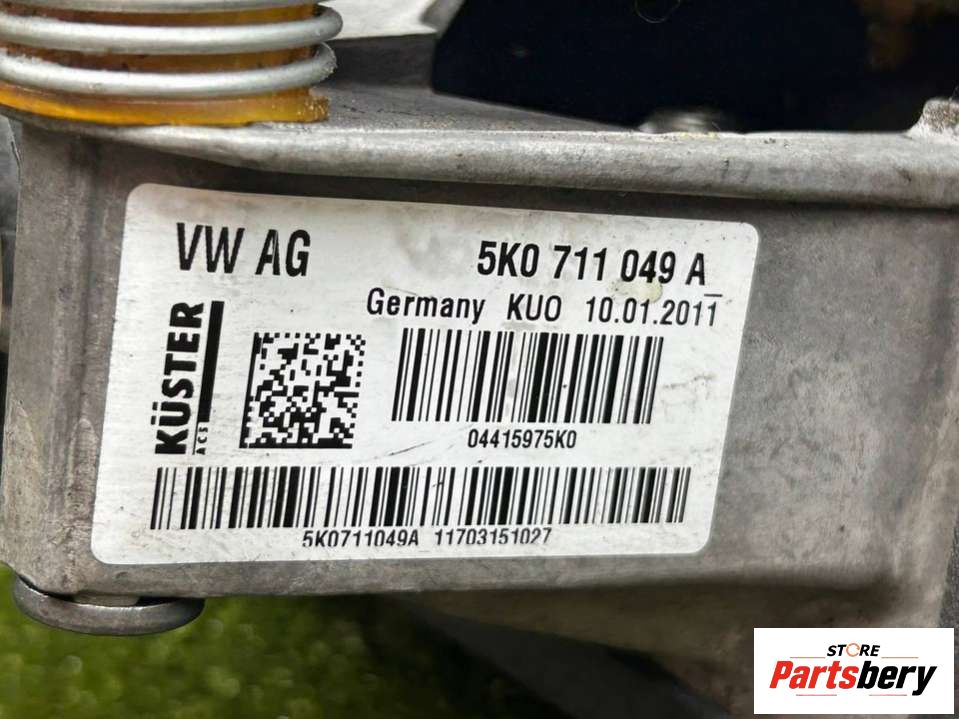 VW AG 5K0 711 049 A
Germany KUO 10.01.2011
KÜSTER
ACS
04415975K0
5K0711049A 11703151027
STORE
Partsbery